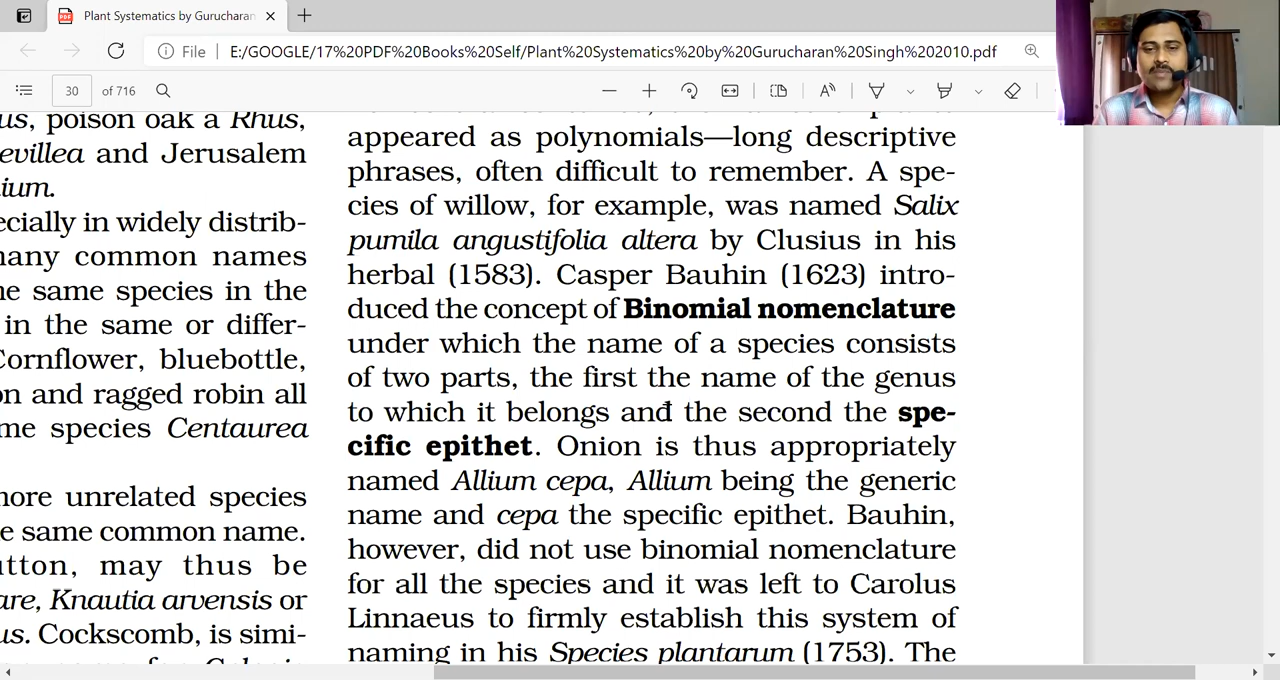 Plant Systematics by Gurucharan
File
E:/GOOGLE/17%20PDF%20Books%20Self/Plant%20Systematics%20by%20Gurucharan%20Singh%202010.pdf
30 of 716
us, poison oak a Rhus,
evillea and Jerusalem
ium.
ecially in widely distrib-
many common names
e same species in the
in the same or differ-
Cornflower, bluebottle,
on and ragged robin all
me species Centaurea
more unrelated species
e same common name.
utton, may thus be
are, Knautia arvensis or
us. Cockscomb, is simi-
appeared as polynomials—long descriptive
phrases, often difficult to remember. A spe-
cies of willow, for example, was named Salix
pumila angustifolia altera by Clusius in his
herbal (1583). Casper Bauhin (1623) intro-
duced the concept of Binomial nomenclature
under which the name of a species consists
of two parts, the first the name of the genus
to which it belongs and the second the spe-
cific epithet. Onion is thus appropriately
named Allium cepa, Allium being the generic
name and cepa the specific epithet. Bauhin,
however, did not use binomial nomenclature
for all the species and it was left to Carolus
Linnaeus to firmly establish this system of
naming in his Species plantarum (1753). The